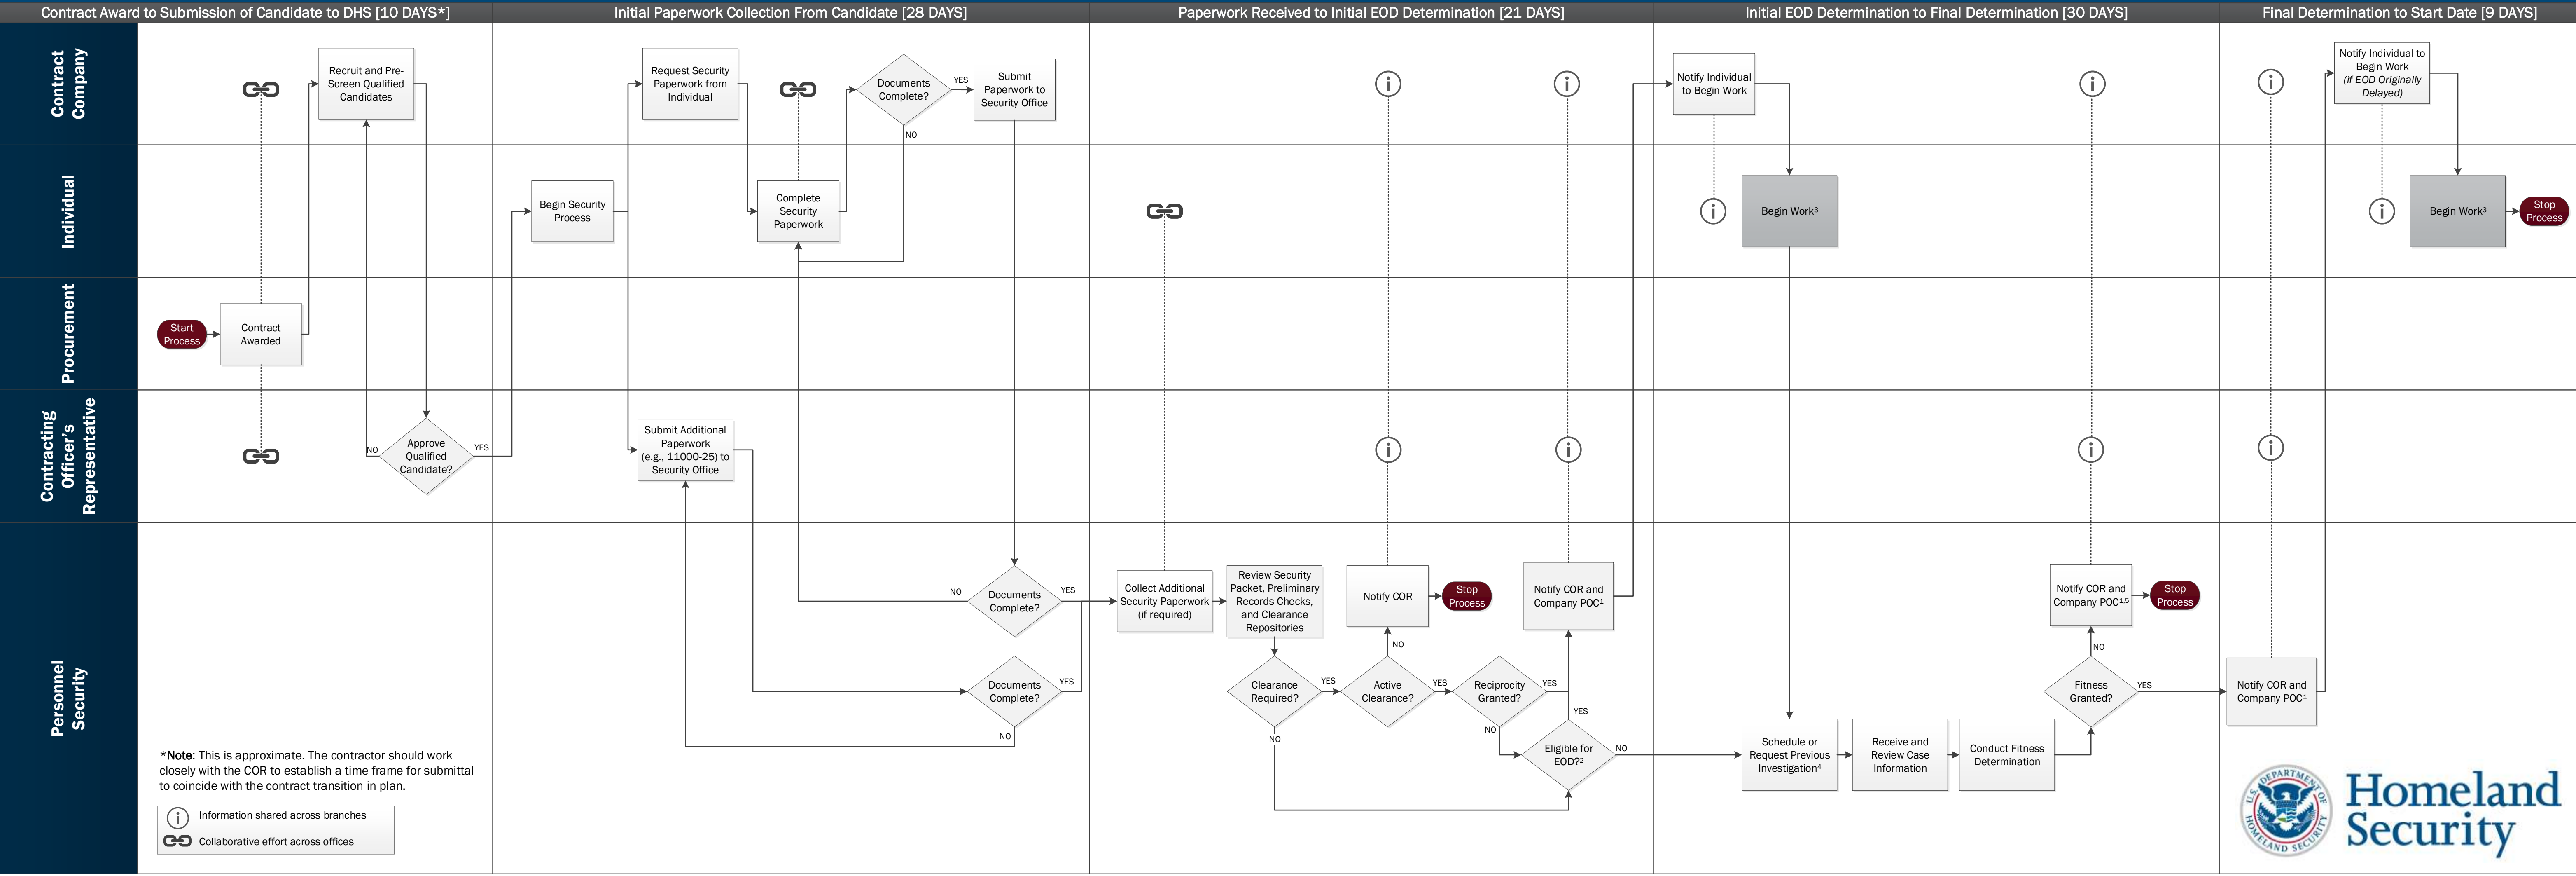 Contract Award to Submission of Candidate to DHS [10 DAYS*]
Initial Paperwork Collection From Candidate [28 DAYS]
Paperwork Received to Initial EOD Determination [21 DAYS]
Initial EOD Determination to Final Determination [30 DAYS]
Final Determination to Start Date [9 DAYS]
Contract
Company
Recruit and Pre-
Screen Qualified
Candidates
Request Security
Paperwork from
Individual
Documents
Complete?
YES
NO
Submit
Paperwork to
Security Office
i
i
Notify Individual
to Begin Work
i
i
Notify Individual to
Begin Work
(if EOD Originally
Delayed)
Individual
Begin Security
Process
Complete
Security
Paperwork
i
Begin Work³
i
Begin Work³
Stop
Process
Procurement
Start
Process
Contract
Awarded
Contracting
Officer's
Representative
NO
Approve
Qualified
Candidate?
YES
Submit Additional
Paperwork
(e.g., 11000-25) to
Security Office
i
i
i
i
Personnel
Security
NO
Documents
Complete?
YES
Documents
Complete?
YES
NO
Collect Additional
Security Paperwork
(if required)
Review Security
Packet, Preliminary
Records Checks,
and Clearance
Repositories
Notify COR
Stop
Process
Notify COR and
Company POC¹
NO
Clearance
Required?
YES
Active
Clearance?
YES
Reciprocity
Granted?
YES
NO
NO
YES
Eligible for
EOD?²
NO
Schedule or
Request Previous
Investigation⁴
Receive and
Review Case
Information
Conduct Fitness
Determination
Notify COR and
Company POC¹,⁵
Stop
Process
NO
Fitness
Granted?
YES
Notify COR and
Company POC¹
*Note: This is approximate. The contractor should work
closely with the COR to establish a time frame for submittal
to coincide with the contract transition in plan.
i Information shared across branches
Collaborative effort across offices
U.S. DEPARTMENT OF
HOMELAND SECURITY
Homeland
Security